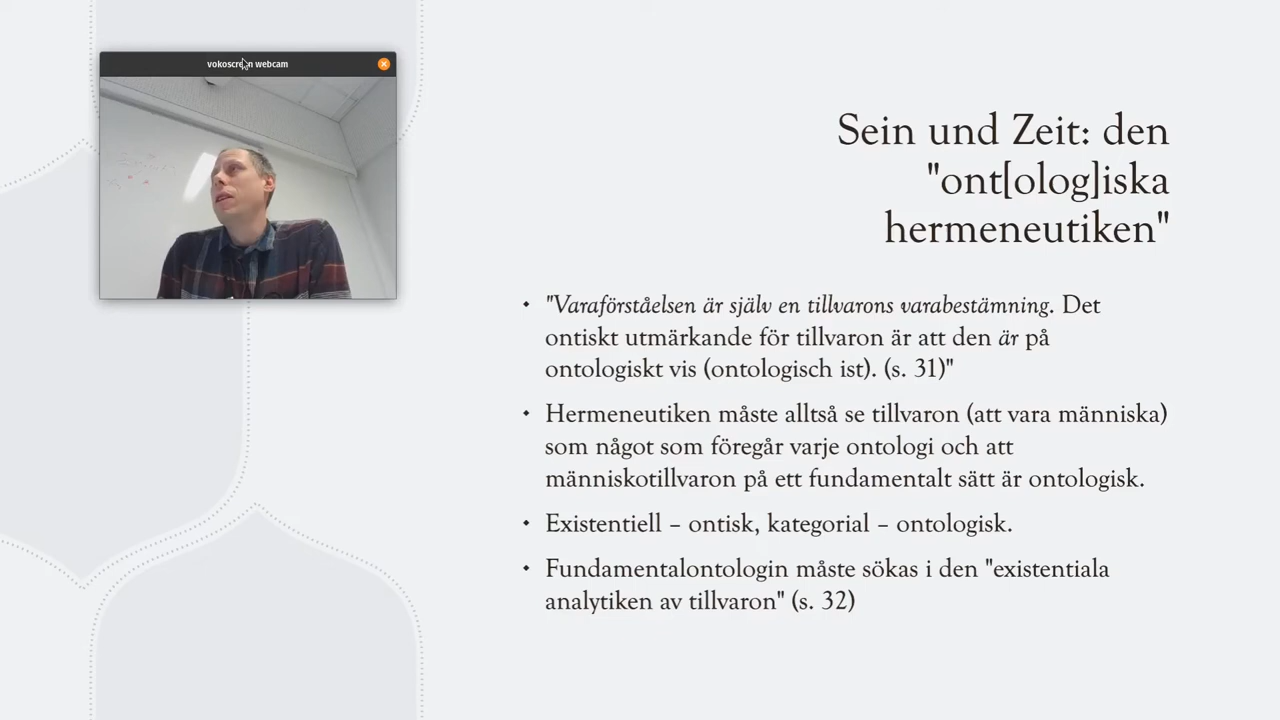 vokoscreen webcam
Sein und Zeit: den
"ont[olog]iska
hermeneutiken"
"Varaförståelsen är själv en tillvarons varabestämning. Det
ontiskt utmärkande för tillvaron är att den är på
ontologiskt vis (ontologisch ist). (s. 31)"
Hermeneutiken måste alltså se tillvaron (att vara människa)
som något som föregår varje ontologi och att
människotillvaron på ett fundamentalt sätt är ontologisk.
Existentiell – ontisk, kategorial – ontologisk.
Fundamentalontologin måste sökas i den "existentiala
analytiken av tillvaron" (s. 32)